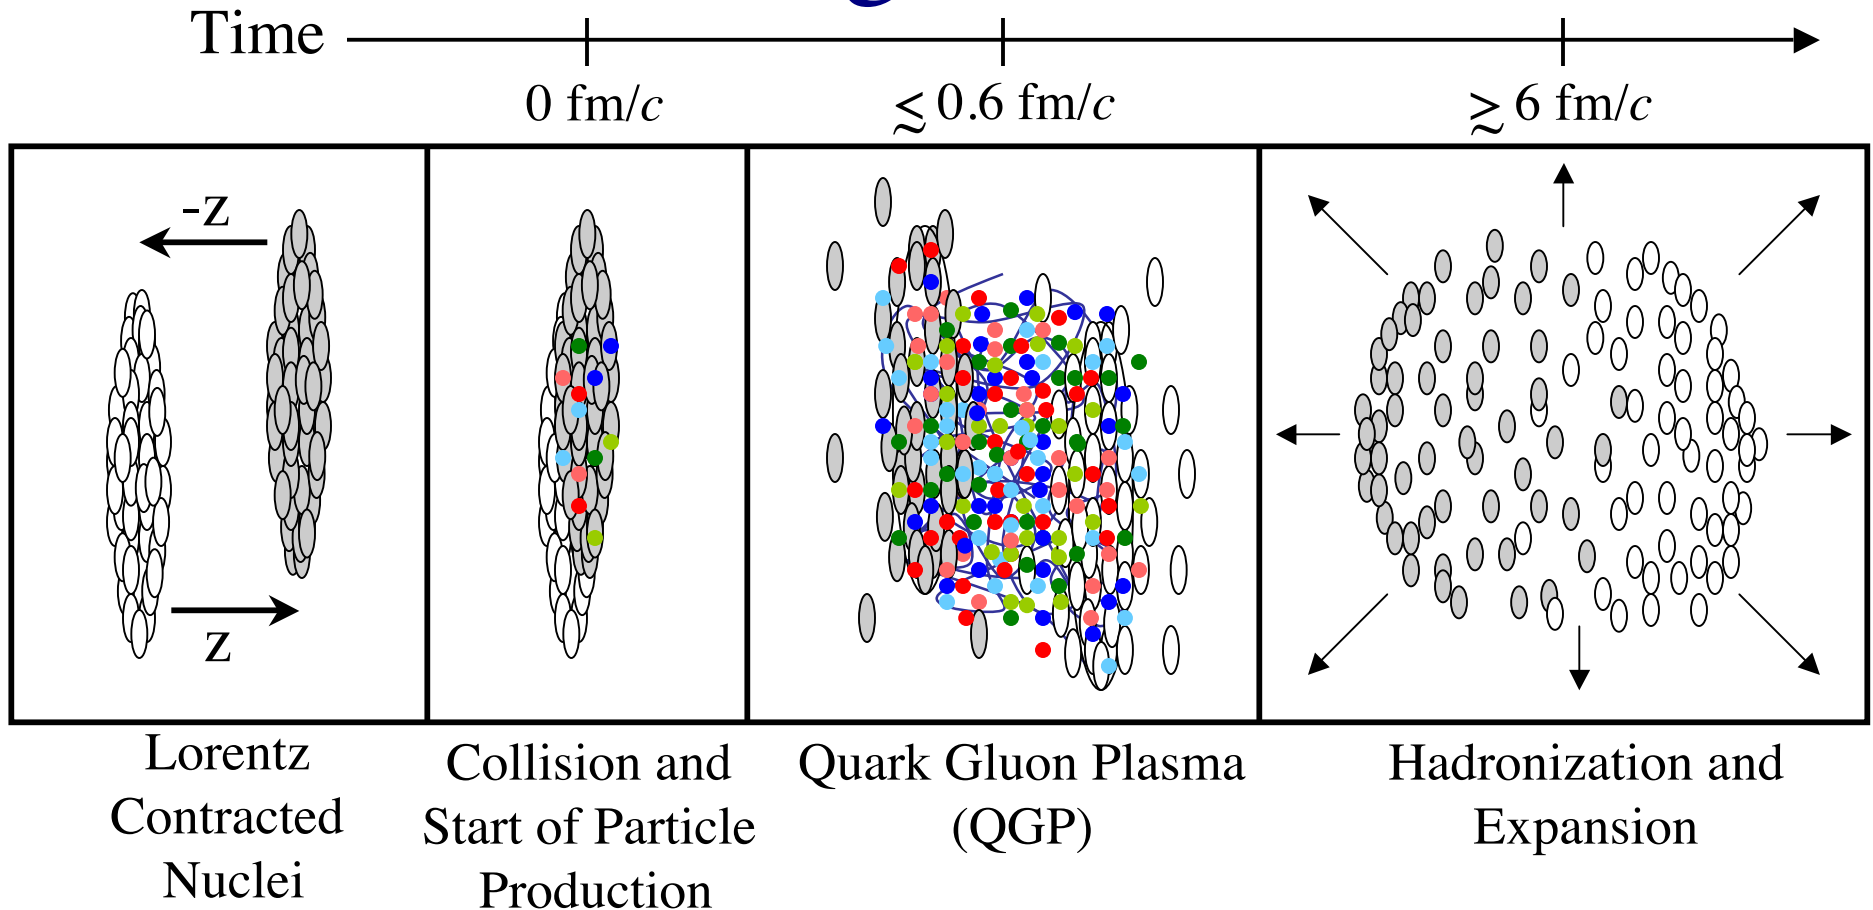 Time
0 fm/c
≲ 0.6 fm/c
≳ 6 fm/c
-z
z
Lorentz
Contracted
Nuclei
Collision and
Start of Particle
Production
Quark Gluon Plasma
(QGP)
Hadronization and
Expansion